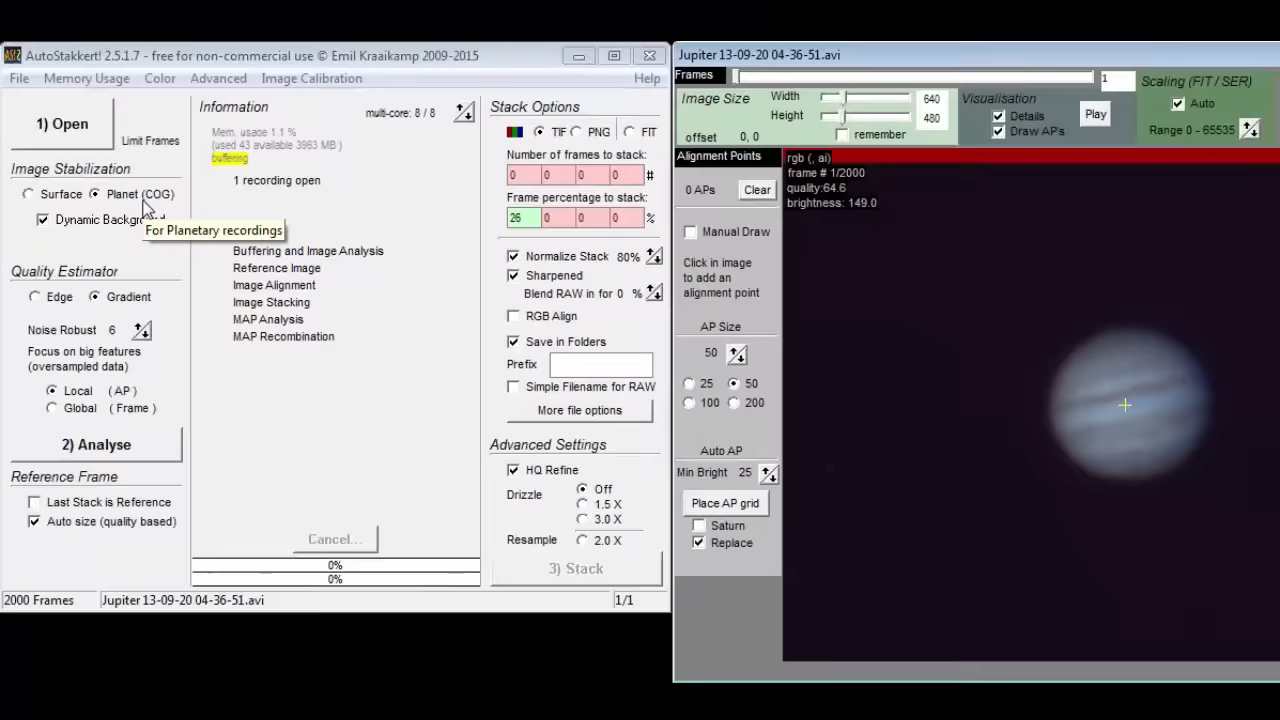 AutoStakkert! 2.5.1.7 - free for non-commercial use © Emil Kraaikamp 2009-2015
File Memory Usage Color Advanced Image Calibration Help
1) Open
Limit Frames
Image Stabilization
Surface Planet (COG)
Dynamic Backgro
For Planetary recordings
Quality Estimator
Edge Gradient
Noise Robust 6
Focus on big features
(oversampled data)
Local ( AP )
Global ( Frame )
2) Analyse
Reference Frame
Last Stack is Reference
Auto size (quality based)
Information
multi-core: 8 / 8
Mem. usage 1.1 %
(used 43 available 3963 MB )
buffering
1 recording open
Buffering and Image Analysis
Reference Image
Image Alignment
Image Stacking
MAP Analysis
MAP Recombination
Cancel...
0%
0%
Stack Options
TIF PNG FIT
Number of frames to stack:
0 0 0 0 #
Frame percentage to stack:
26 0 0 0 %
Normalize Stack 80%
Sharpened
Blend RAW in for 0 %
RGB Align
Save in Folders
Prefix
Simple Filename for RAW
More file options
Advanced Settings
HQ Refine
Drizzle
Off
1.5 X
3.0 X
Resample 2.0 X
3) Stack
2000 Frames Jupiter 13-09-20 04-36-51.avi 1/1
Jupiter 13-09-20 04-36-51.avi
Frames 1
Image Size
Width 640
Height 480
offset 0, 0 remember
Visualisation
Details
Draw AP's
Play
Scaling (FIT / SER)
Auto
Range 0 - 65535
Alignment Points
0 APs Clear
Manual Draw
Click in image
to add an
alignment point
AP Size
50
25 50
100 200
Auto AP
Min Bright 25
Place AP grid
Saturn
Replace
rgb (, ai)
frame # 1/2000
quality:64.6
brightness: 149.0